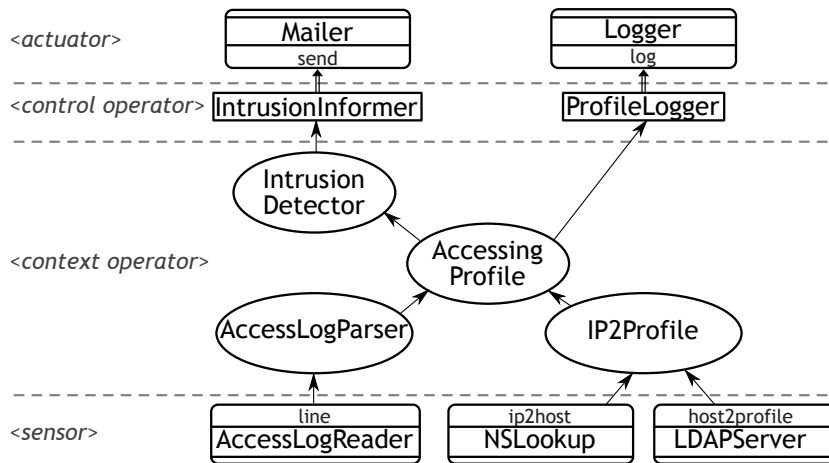 <actuator>
Mailer
send
Logger
log
<control operator>
IntrusionInformer
ProfileLogger
Intrusion
Detector
<context operator>
Accessing
Profile
AccessLogParser
IP2Profile
<sensor>
line
AccessLogReader
ip2host
NSLookup
host2profile
LDAPServer